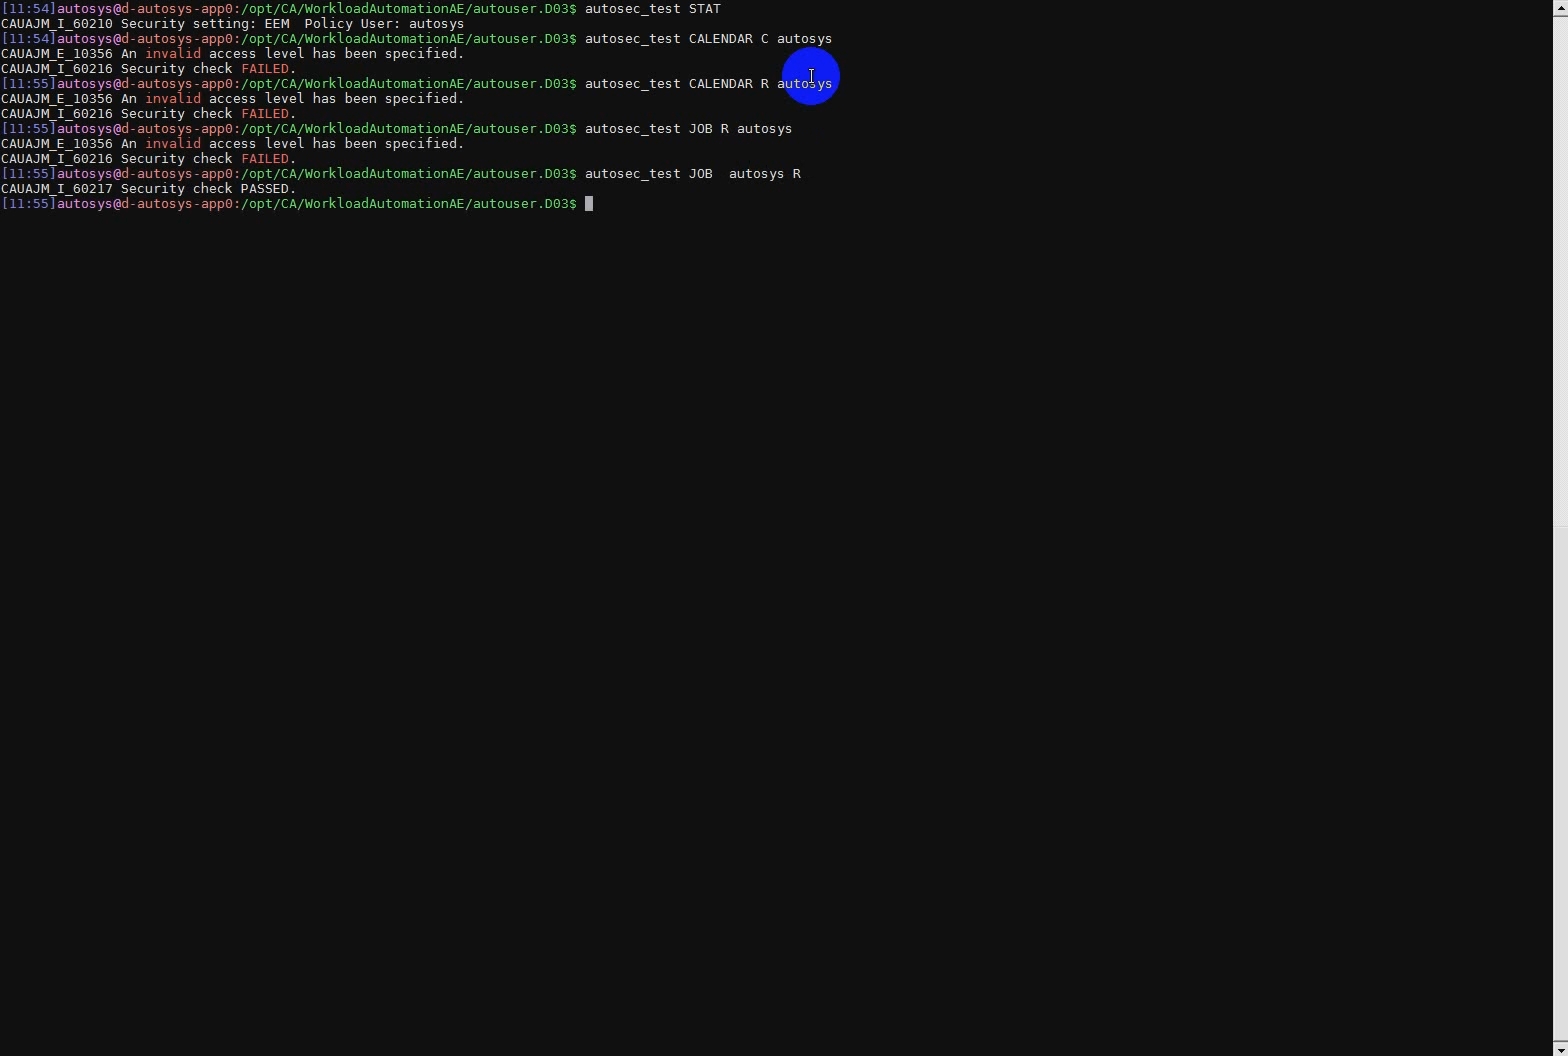 [11:54]autosys@d-autosys-app0:/opt/CA/WorkloadAutomationAE/autouser.D03$ autosec_test STAT
CAUAJM_I_60210 Security setting: EEM  Policy User: autosys
[11:54]autosys@d-autosys-app0:/opt/CA/WorkloadAutomationAE/autouser.D03$ autosec_test CALENDAR C autosys
CAUAJM_E_10356 An invalid access level has been specified.
CAUAJM_I_60216 Security check FAILED.
[11:55]autosys@d-autosys-app0:/opt/CA/WorkloadAutomationAE/autouser.D03$ autosec_test CALENDAR R autosys
CAUAJM_E_10356 An invalid access level has been specified.
CAUAJM_I_60216 Security check FAILED.
[11:55]autosys@d-autosys-app0:/opt/CA/WorkloadAutomationAE/autouser.D03$ autosec_test JOB R autosys
CAUAJM_E_10356 An invalid access level has been specified.
CAUAJM_I_60216 Security check FAILED.
[11:55]autosys@d-autosys-app0:/opt/CA/WorkloadAutomationAE/autouser.D03$ autosec_test JOB  autosys R
CAUAJM_I_60217 Security check PASSED.
[11:55]autosys@d-autosys-app0:/opt/CA/WorkloadAutomationAE/autouser.D03$